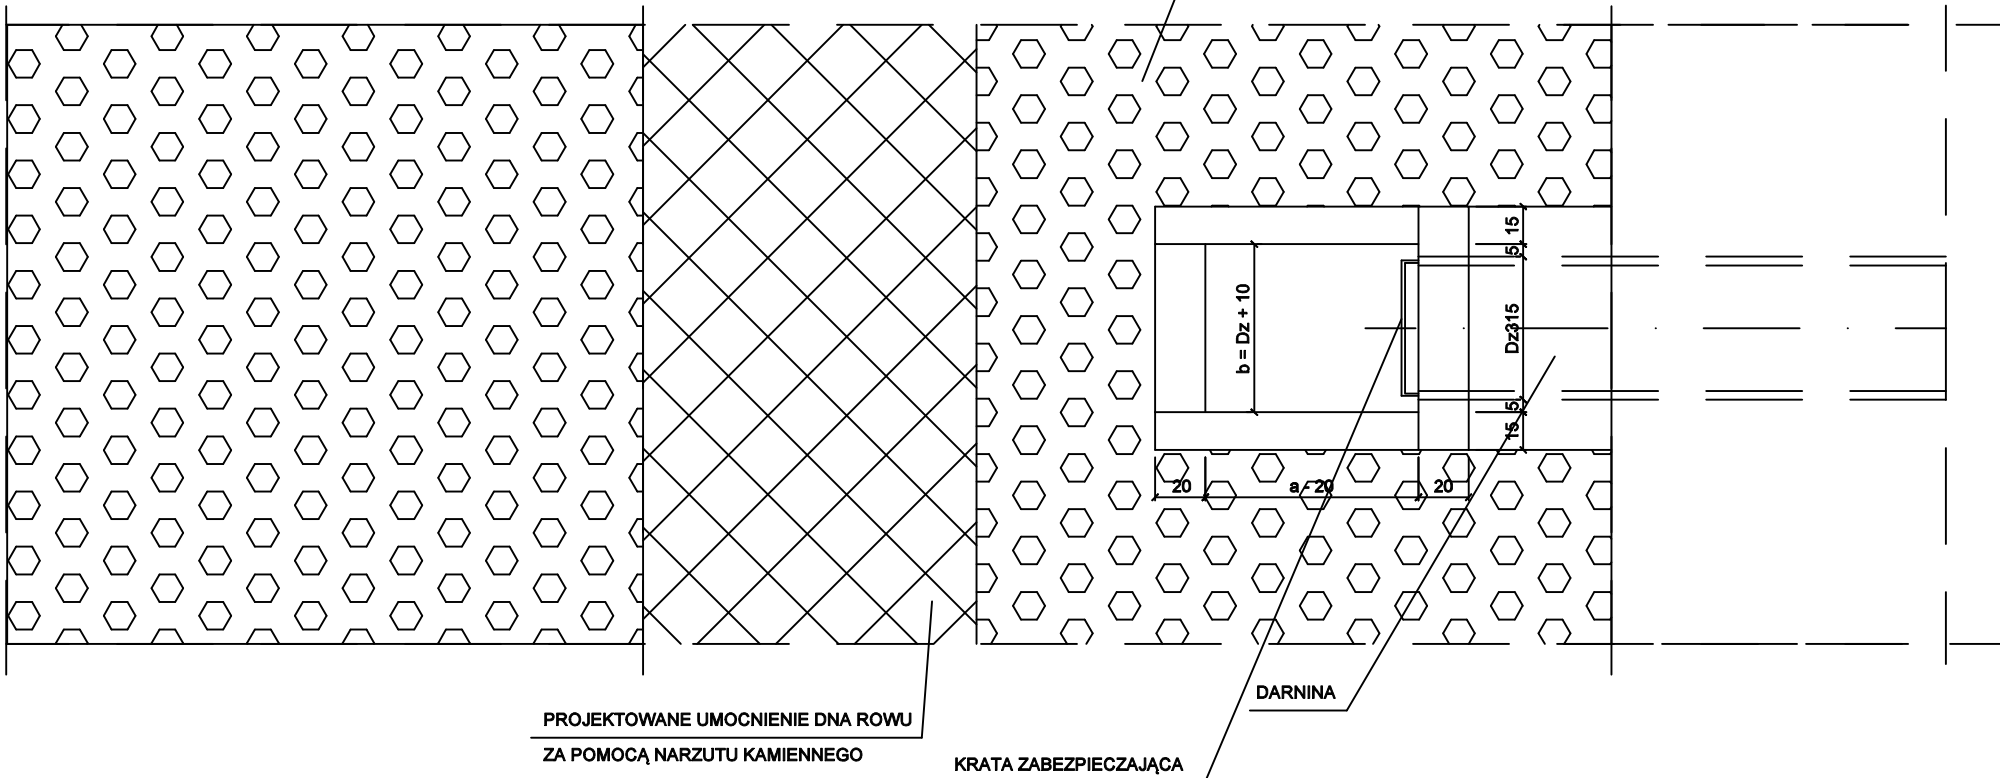 15
5
b = Dz + 10
Dz315
5
15
20
a - 20
20
DARNINA
PROJEKTOWANE UMOCNIENIE DNA ROWU
ZA POMOCĄ NARZUTU KAMIENNEGO
KRATA ZABEZPIECZAJĄCA